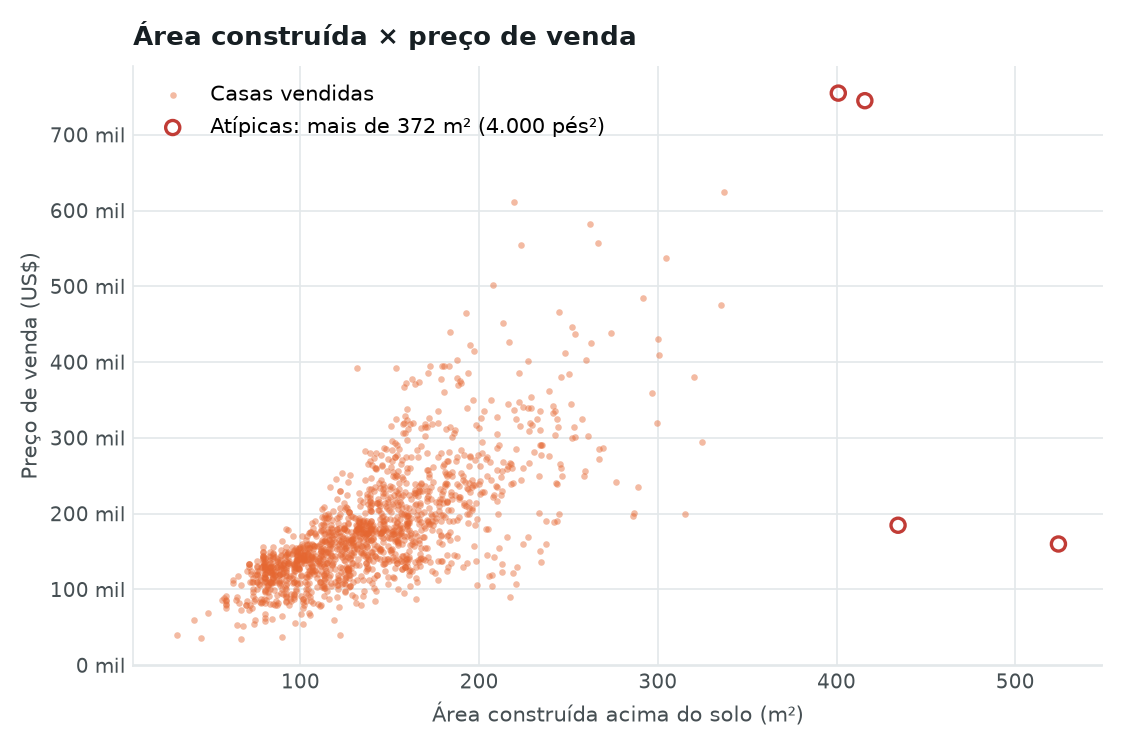 Área construída × preço de venda
Casas vendidas
Atípicas: mais de 372 m² (4.000 pés²)
Preço de venda (US$)
700 mil
600 mil
500 mil
400 mil
300 mil
200 mil
100 mil
0 mil
100
200
300
400
500
Área construída acima do solo (m²)